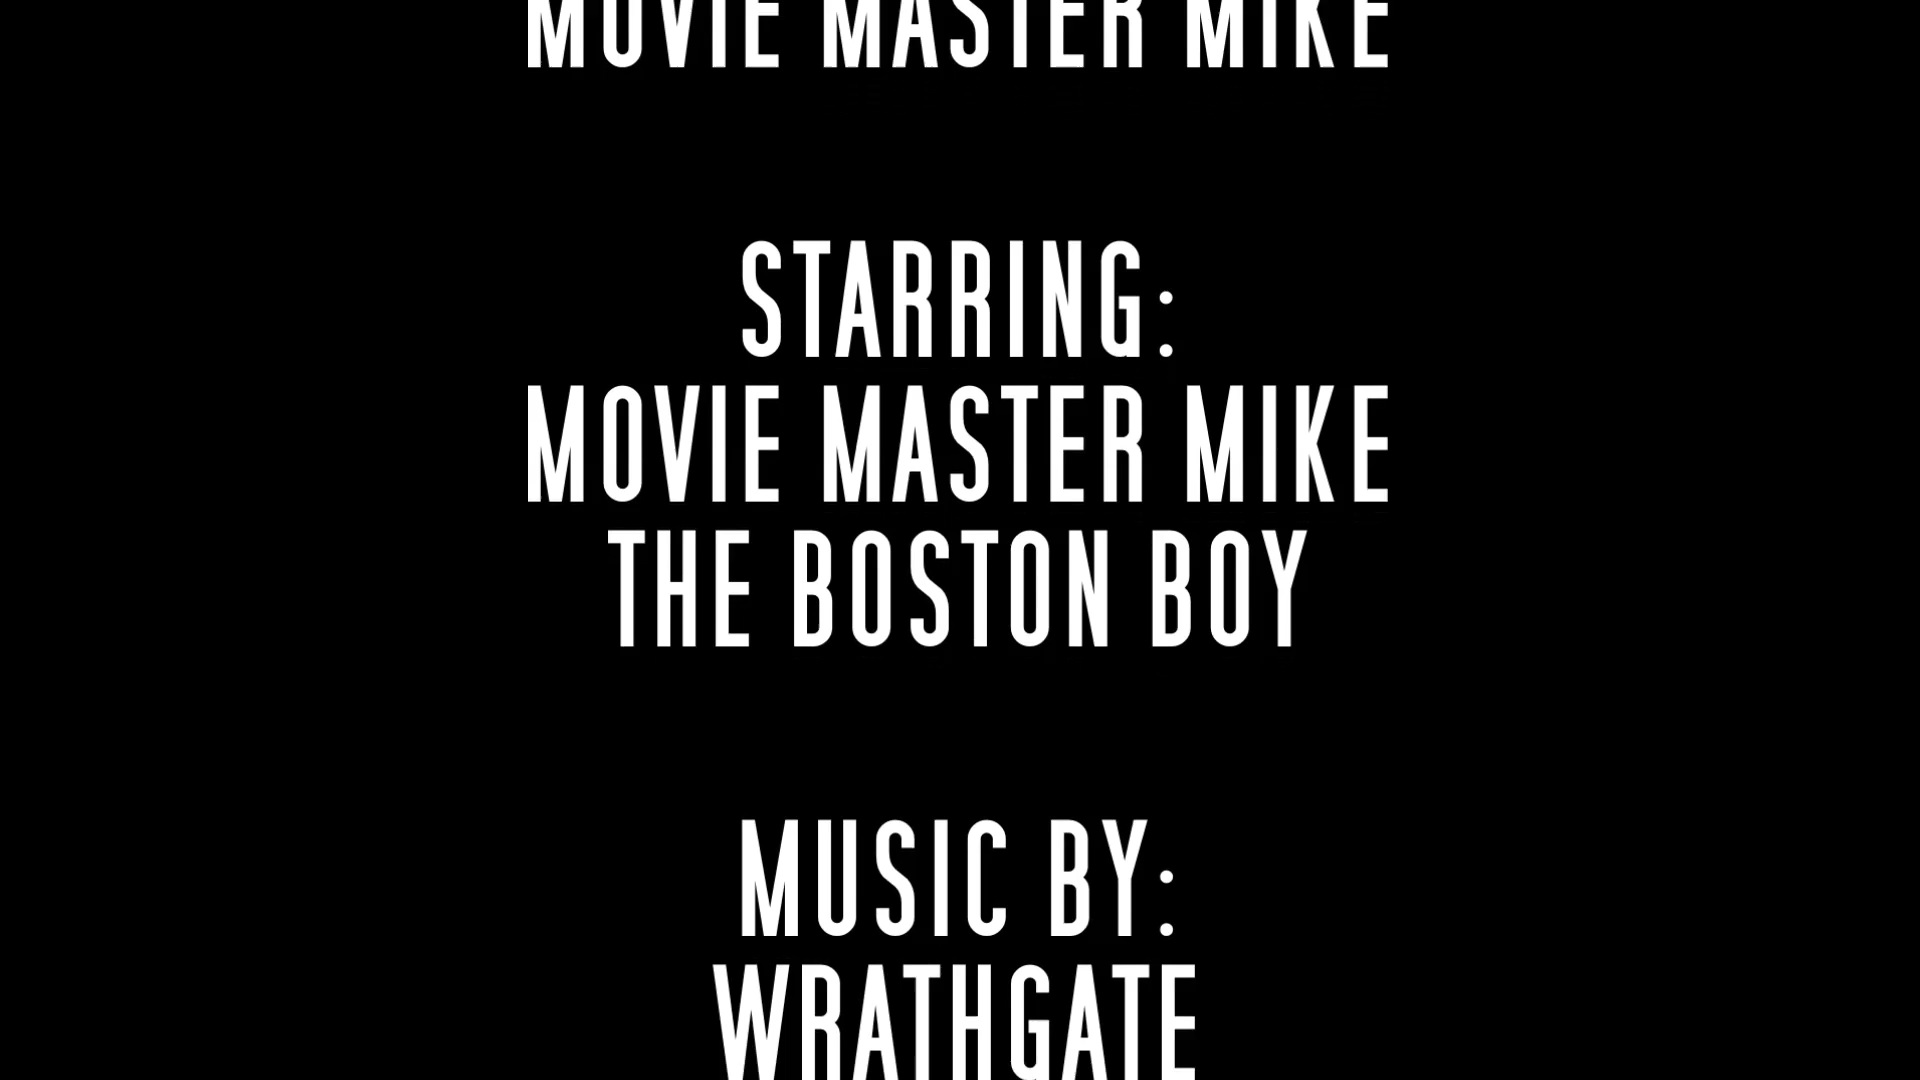 MOVIE MASTER MIKE
STARRING:
MOVIE MASTER MIKE
THE BOSTON BOY
MUSIC BY:
WRATHGATE